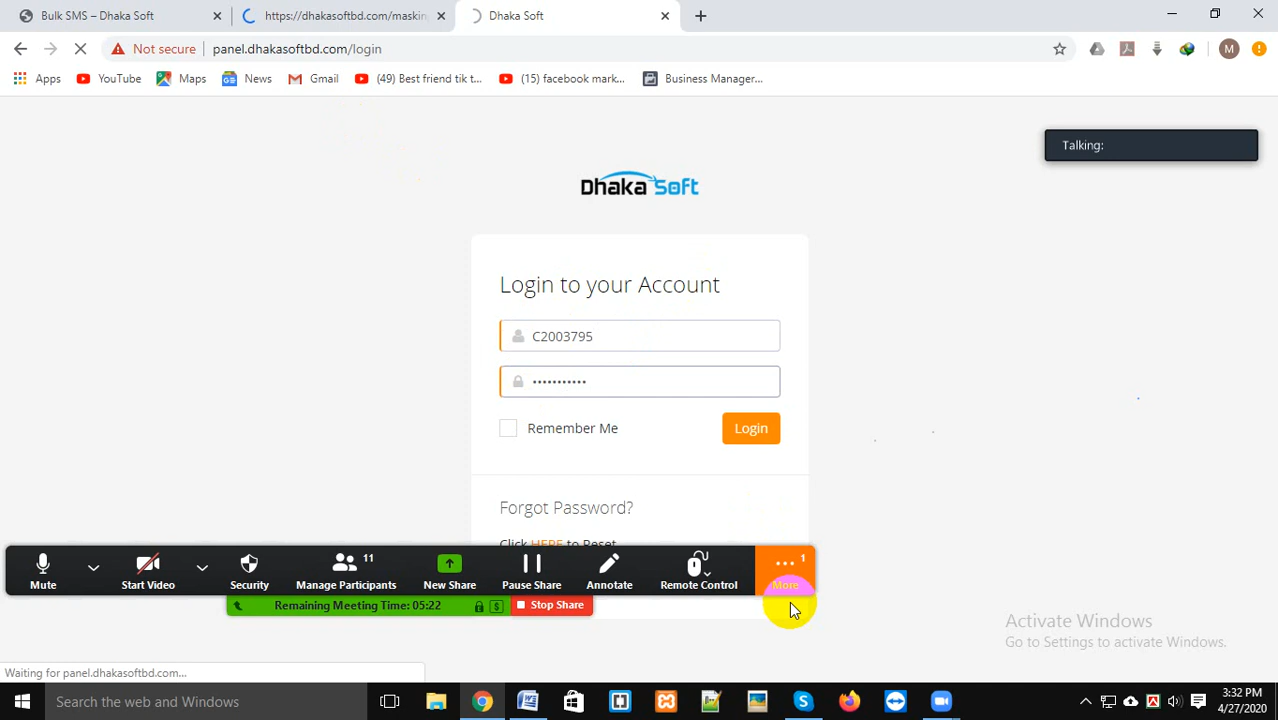 Bulk SMS – Dhaka Soft
https://dhakasoftbd.com/maskin
Dhaka Soft
Not secure
panel.dhakasoftbd.com/login
M
Apps
YouTube
Maps
News
Gmail
(49) Best friend tik t...
(15) facebook mark...
Business Manager...
Talking:
Dhaka Soft
Login to your Account
C2003795
•••••••••••
Remember Me
Login
Forgot Password?
Click HERE to Reset
11
1
Mute
Start Video
Security
Manage Participants
New Share
Pause Share
Annotate
Remote Control
More
Remaining Meeting Time: 05:22
Stop Share
Activate Windows
Go to Settings to activate Windows.
Waiting for panel.dhakasoftbd.com...
Search the web and Windows
3:32 PM
4/27/2020